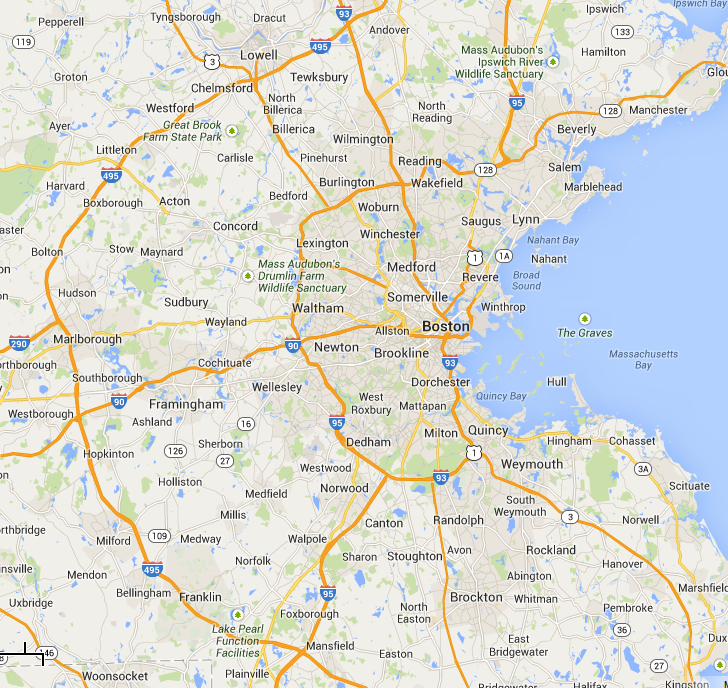 Pepperell
Tyngsborough
Dracut
93
Ipswich
Ipswich Bay
119
Andover
133
495
Lowell
3
Mass Audubon's
Ipswich River
Wildlife Sanctuary
Hamilton
Groton
Tewksbury
Chelmsford
Westford
North
Billerica
North
Reading
95
128
Manchester
Ayer
Great Brook
Farm State Park
Billerica
Wilmington
Beverly
Littleton
Carlisle
Pinehurst
Reading
128
Salem
495
Harvard
Burlington
Wakefield
Marblehead
Boxborough
Acton
Bedford
Woburn
Concord
Winchester
Saugus
Lynn
Bolton
Stow
Maynard
Lexington
Nahant Bay
1
1A
Nahant
Mass Audubon's
Drumlin Farm
Wildlife Sanctuary
Medford
Revere
Broad
Sound
Hudson
Sudbury
Somerville
Waltham
Winthrop
Wayland
Allston
Boston
The Graves
290
Marlborough
90
Newton
Brookline
Massachusetts
Bay
Cochituate
93
Southborough
Wellesley
Dorchester
Hull
90
Framingham
West
Roxbury
Mattapan
Quincy Bay
Westborough
Ashland
16
95
Milton
Quincy
Hopkinton
126
Sherborn
27
Dedham
Hingham
Cohasset
1
Westwood
Weymouth
3A
Holliston
Medfield
Norwood
93
Scituate
Millis
Canton
Randolph
South
Weymouth
3
Norwell
109
Milford
Medway
Walpole
Norfolk
Sharon
Stoughton
Avon
Rockland
Hanover
495
Mendon
Abington
Bellingham
Franklin
95
Brockton
Whitman
Marshfield
Uxbridge
Foxborough
North
Easton
Pembroke
Lake Pearl
Function
Facilities
36
146
Mansfield
East
Bridgewater
Easton
27
Woonsocket
Plainville
Bridgewater
Halifax
Kingston